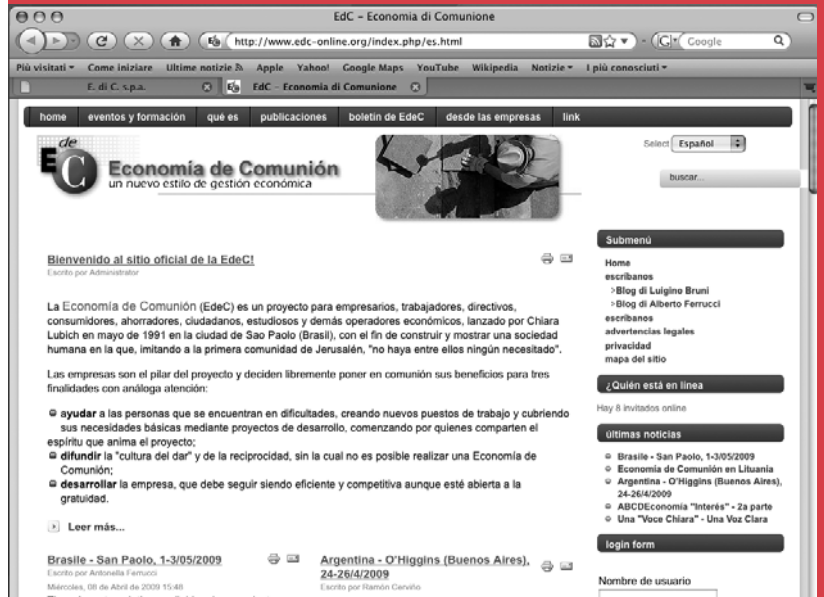 EdC – Economia di Comunione
http://www.edc-online.org/index.php/es.html
Google
Più visitati
Come iniziare
Ultime notizie
Apple
Yahoo!
Google Maps
YouTube
Wikipedia
Notizie
I più conosciuti
E. di C. s.p.a.
EdC – Economia di Comunione
home
eventos y formación
qué es
publicaciones
boletin de EdeC
desde las empresas
link
Select
Español
buscar...
de
EC
Economía de Comunión
un nuevo estilo de gestión económica
Bienvenido al sitio oficial de la EdeC!
Escrito por Administrator
La Economía de Comunión (EdeC) es un proyecto para empresarios, trabajadores, directivos,
consumidores, ahorradores, ciudadanos, estudiosos y demás operadores económicos, lanzado por Chiara
Lubich en mayo de 1991 en la ciudad de Sao Paolo (Brasil), con el fin de construir y mostrar una sociedad
humana en la que, imitando a la primera comunidad de Jerusalén, "no haya entre ellos ningún necesitado".
Las empresas son el pilar del proyecto y deciden libremente poner en comunión sus beneficios para tres
finalidades con análoga atención:
ayudar a las personas que se encuentran en dificultades, creando nuevos puestos de trabajo y cubriendo
sus necesidades básicas mediante proyectos de desarrollo, comenzando por quienes comparten el
espíritu que anima el proyecto;
difundir la "cultura del dar" y de la reciprocidad, sin la cual no es posible realizar una Economía de
Comunión;
desarrollar la empresa, que debe seguir siendo eficiente y competitiva aunque esté abierta a la
gratuidad.
Leer más...
Brasile - San Paolo, 1-3/05/2009
Escrito por Antonella Ferrucci
Miércoles, 08 de Abril de 2009 15:48
Argentina - O'Higgins (Buenos Aires),
24-26/4/2009
Escrito por Ramón Cerviño
Submenú
Home
escribanos
>Blog di Luigino Bruni
>Blog di Alberto Ferrucci
escribanos
advertencias legales
privacidad
mapa del sitio
¿Quién está en línea
Hay 8 invitados online
últimas noticias
Brasile - San Paolo, 1-3/05/2009
Economía de Comunión en Lituania
Argentina - O'Higgins (Buenos Aires),
24-26/4/2009
ABCDEconomía "Interés" - 2a parte
Una "Voce Chiara" - Una Voz Clara
login form
Nombre de usuario